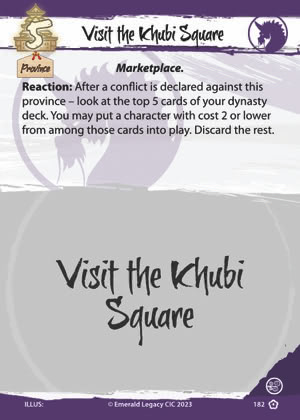 5
Visit the Khubi Square
Province
Marketplace.
Reaction: After a conflict is declared against this
province – look at the top 5 cards of your dynasty
deck. You may put a character with cost 2 or lower
from among those cards into play. Discard the rest.
Visit the Khubi
Square
ILLUS:
© Emerald Legacy CIC 2023
182